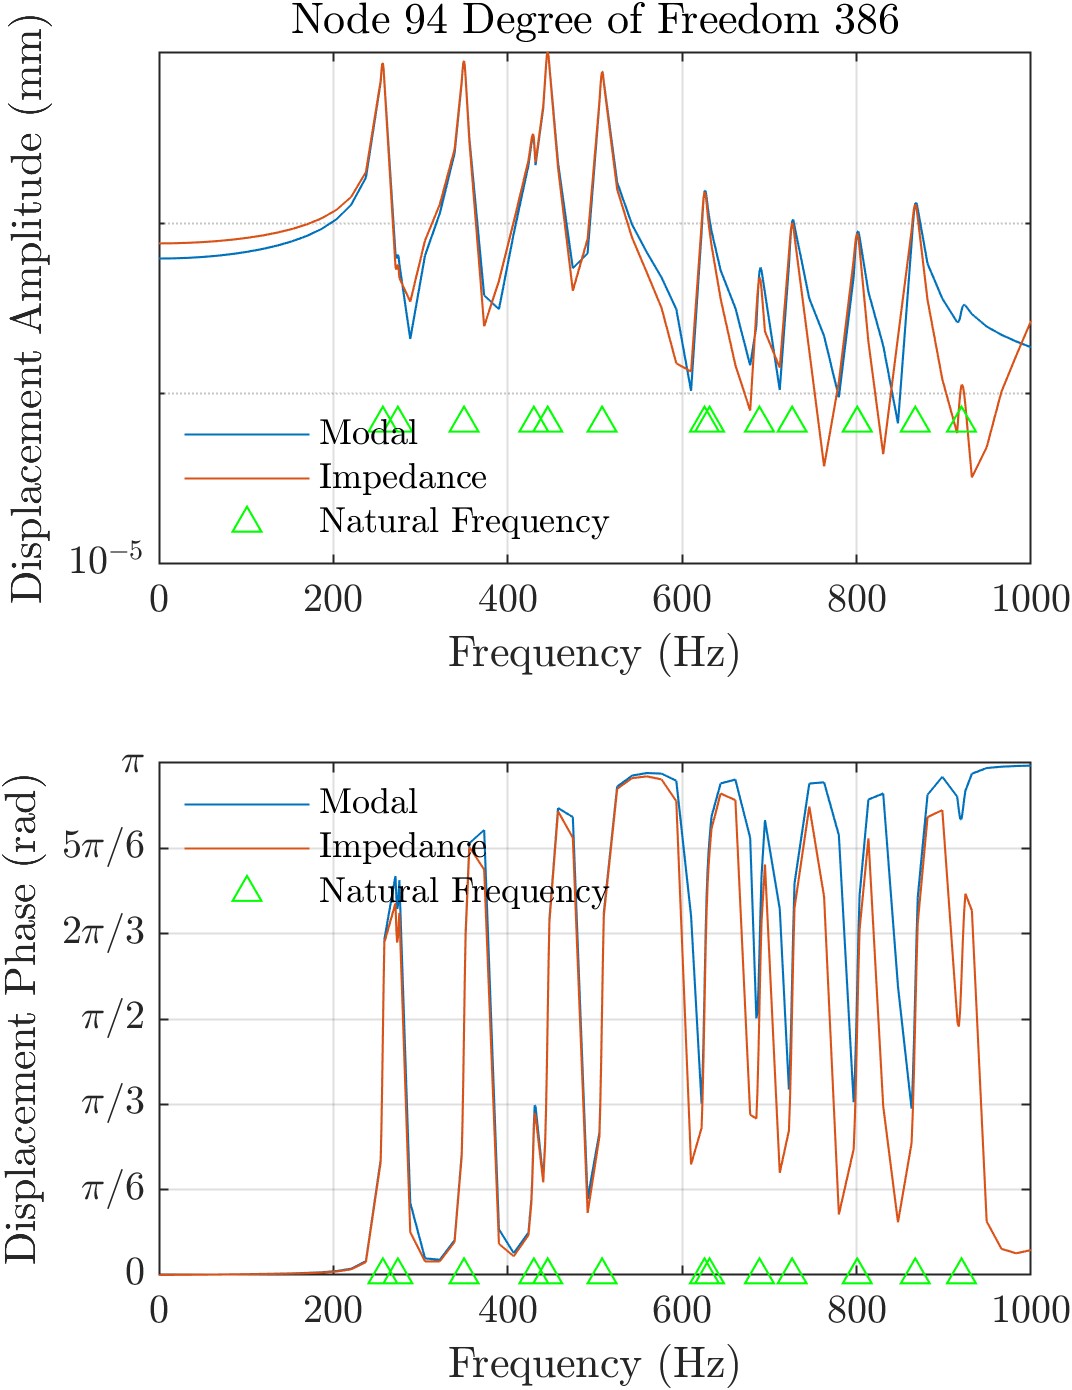 Node 94 Degree of Freedom 386
Displacement Amplitude (mm)
10⁻⁵
Modal
Impedance
Natural Frequency
0 200 400 600 800 1000
Frequency (Hz)
Displacement Phase (rad)
π
5π/6
2π/3
π/2
π/3
π/6
0
Modal
Impedance
Natural Frequency
0 200 400 600 800 1000
Frequency (Hz)